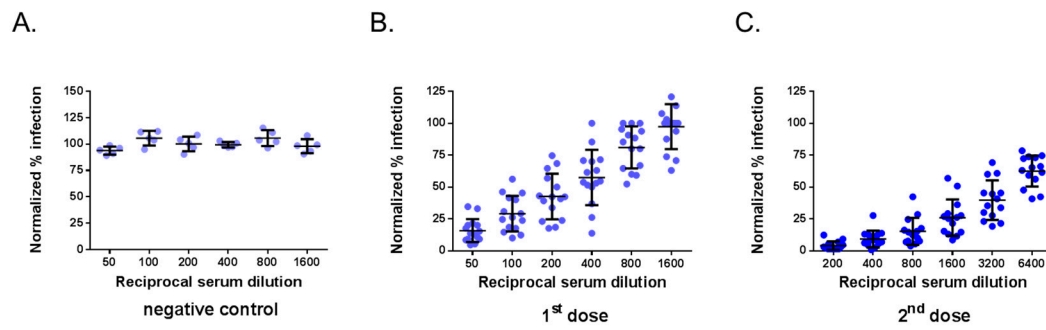 A.
B.
C.
Normalized % infection
150
125
100
75
50
25
0
50 100 200 400 800 1600
Reciprocal serum dilution
negative control
Normalized % infection
125
100
75
50
25
0
50 100 200 400 800 1600
Reciprocal serum dilution
1st dose
Normalized % infection
125
100
75
50
25
0
200 400 800 1600 3200 6400
Reciprocal serum dilution
2nd dose